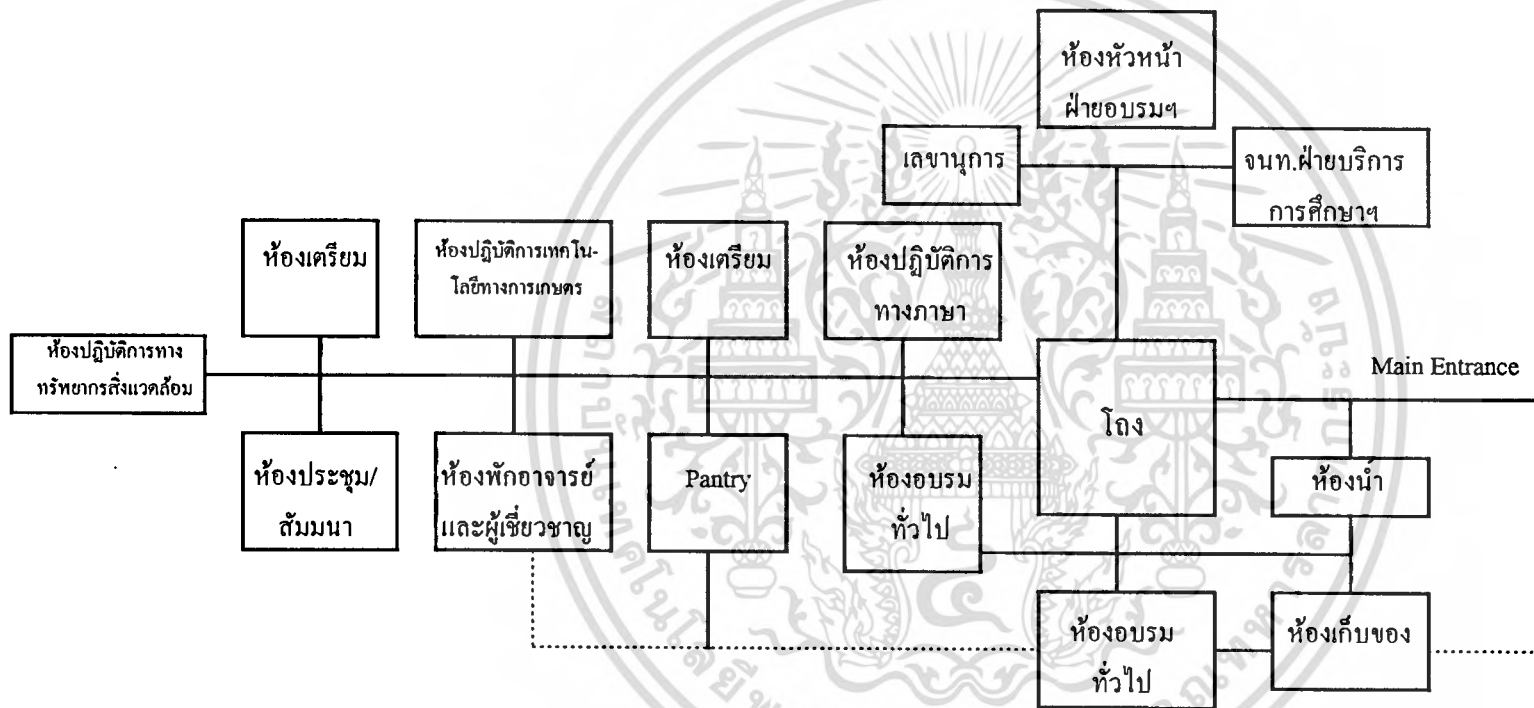 ห้องหัวหน้า
ฝ่ายอบรมฯ
เลขานุการ
จนท.ฝ่ายบริการ
การศึกษาฯ
ห้องเตรียม
ห้องปฏิบัติการเทคโน-
โลยีทางการเกษตร
ห้องเตรียม
ห้องปฏิบัติการ
ทางภาษา
ห้องปฏิบัติการทาง
ทรัพยากรสิ่งแวดล้อม
โถง
Main Entrance
ห้องประชุม/
สัมมนา
ห้องพักอาจารย์
และผู้เชี่ยวชาญ
Pantry
ห้องอบรม
ทั่วไป
ห้องน้ำ
ห้องอบรม
ทั่วไป
ห้องเก็บของ